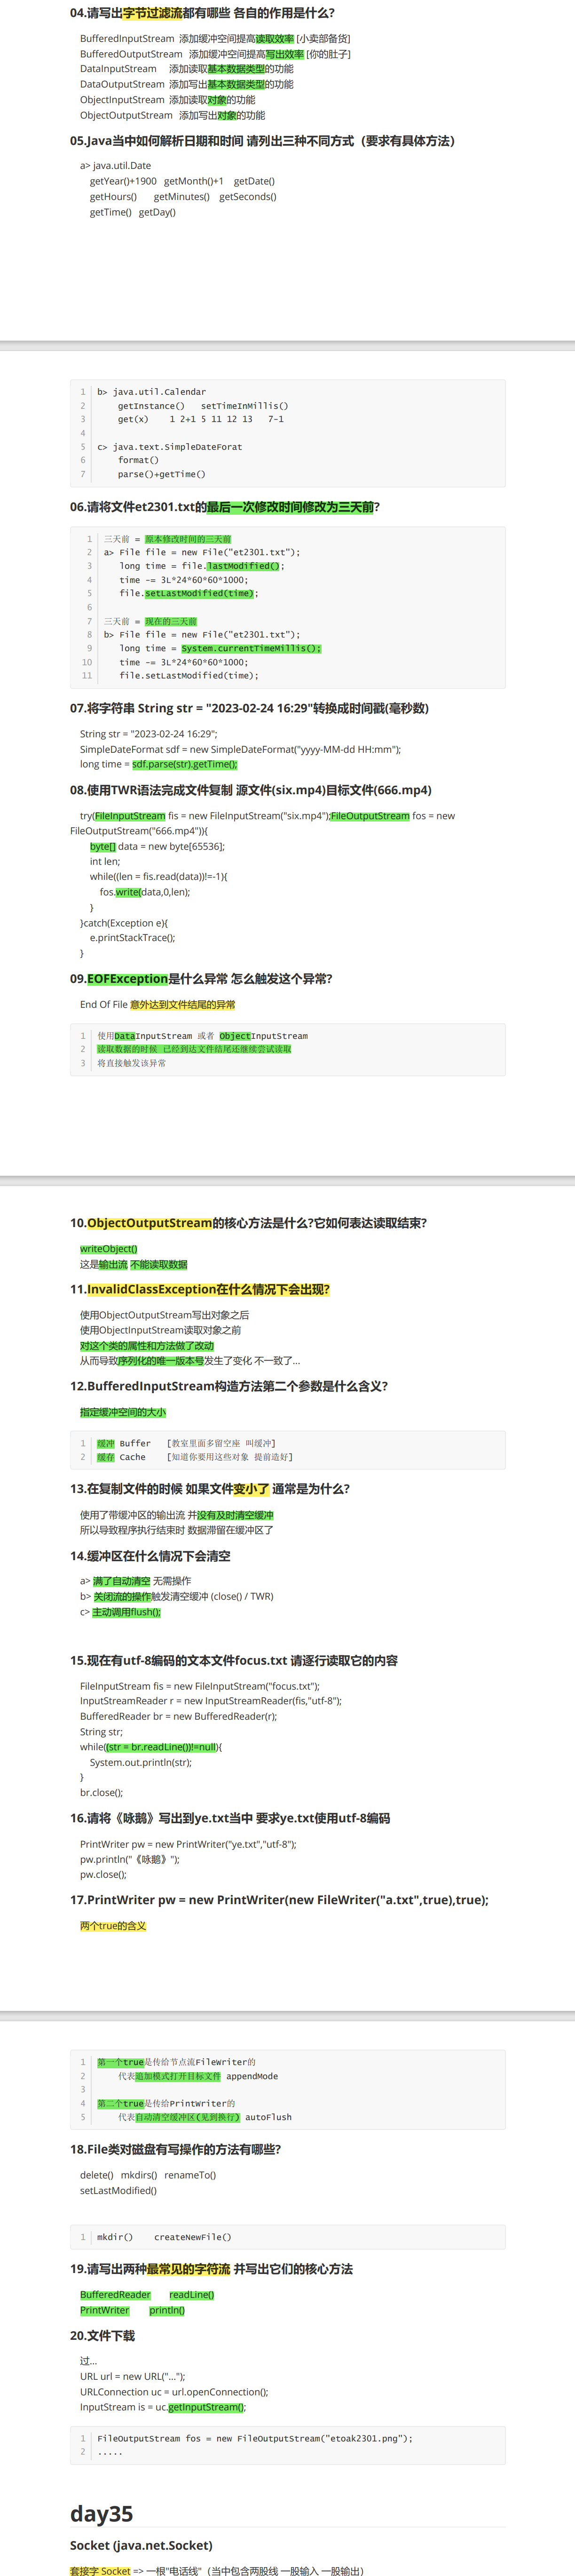 04.请写出字节过滤流都有哪些 各自的作用是什么?
BufferedInputStream 添加缓冲空间提高读取效率 [小卖部备货]
BufferedOutputStream 添加缓冲空间提高写出效率 [你的肚子]
DataInputStream 添加读取基本数据类型的功能
DataOutputStream 添加写出基本数据类型的功能
ObjectInputStream 添加读取对象的功能
ObjectOutputStream 添加写出对象的功能
05.Java当中如何解析日期和时间 请列出三种不同方式（要求有具体方法）
a> java.util.Date
getYear()+1900 getMonth()+1 getDate()
getHours() getMinutes() getSeconds()
getTime() getDay()
1 b> java.util.Calendar
2 getInstance() setTimeInMillis()
3 get(x) 1 2+1 5 11 12 13 7-1
4
5 c> java.text.SimpleDateForat
6 format()
7 parse()+getTime()
06.请将文件et2301.txt的最后一次修改时间修改为三天前?
1 三天前 = 原本修改时间的三天前
2 a> File file = new File("et2301.txt");
3 long time = file.lastModified();
4 time -= 3L*24*60*60*1000;
5 file.setLastModified(time);
6
7 三天前 = 现在的三天前
8 b> File file = new File("et2301.txt");
9 long time = System.currentTimeMillis();
10 time -= 3L*24*60*60*1000;
11 file.setLastModified(time);
07.将字符串 String str = "2023-02-24 16:29"转换成时间戳(毫秒数)
String str = "2023-02-24 16:29";
SimpleDateFormat sdf = new SimpleDateFormat("yyyy-MM-dd HH:mm");
long time = sdf.parse(str).getTime();
08.使用TWR语法完成文件复制 源文件(six.mp4)目标文件(666.mp4)
try(FileInputStream fis = new FileInputStream("six.mp4");FileOutputStream fos = new
FileOutputStream("666.mp4")){
byte[] data = new byte[65536];
int len;
while((len = fis.read(data))!=-1){
fos.write(data,0,len);
}
}catch(Exception e){
e.printStackTrace();
}
09.EOFException是什么异常 怎么触发这个异常?
End Of File 意外达到文件结尾的异常
1 使用DataInputStream 或者 ObjectInputStream
2 读取数据的时候 已经到达文件结尾还继续尝试读取
3 将直接触发该异常
10.ObjectOutputStream的核心方法是什么?它如何表达读取结束?
writeObject()
这是输出流 不能读取数据
11.InvalidClassException在什么情况下会出现?
使用ObjectOutputStream写出对象之后
使用ObjectInputStream读取对象之前
对这个类的属性和方法做了改动
从而导致序列化的唯一版本号发生了变化 不一致了...
12.BufferedInputStream构造方法第二个参数是什么含义?
指定缓冲空间的大小
1 缓冲 Buffer [教室里面多留空座 叫缓冲]
2 缓存 Cache [知道你要用这些对象 提前造好]
13.在复制文件的时候 如果文件变小了 通常是为什么?
使用了带缓冲区的输出流 并没有及时清空缓冲
所以导致程序执行结束时 数据滞留在缓冲区了
14.缓冲区在什么情况下会清空
a> 满了自动清空 无需操作
b> 关闭流的操作触发清空缓冲 (close() / TWR)
c> 主动调用flush();
15.现在有utf-8编码的文本文件focus.txt 请逐行读取它的内容
FileInputStream fis = new FileInputStream("focus.txt");
InputStreamReader r = new InputStreamReader(fis,"utf-8");
BufferedReader br = new BufferedReader(r);
String str;
while((str = br.readLine())!=null){
System.out.println(str);
}
br.close();
16.请将《咏鹅》写出到ye.txt当中 要求ye.txt使用utf-8编码
PrintWriter pw = new PrintWriter("ye.txt","utf-8");
pw.println("《咏鹅》");
pw.close();
17.PrintWriter pw = new PrintWriter(new FileWriter("a.txt",true),true);
两个true的含义
1 第一个true是传给节点流FileWriter的
2 代表追加模式打开目标文件 appendMode
3
4 第二个true是传给PrintWriter的
5 代表自动清空缓冲区(见到换行) autoFlush
18.File类对磁盘有写操作的方法有哪些?
delete() mkdirs() renameTo()
setLastModified()
1 mkdir() createNewFile()
19.请写出两种最常见的字符流 并写出它们的核心方法
BufferedReader readLine()
PrintWriter println()
20.文件下载
过...
URL url = new URL("...");
URLConnection uc = url.openConnection();
InputStream is = uc.getInputStream();
1 FileOutputStream fos = new FileOutputStream("etoak2301.png");
2 .....
day35
Socket (java.net.Socket)
套接字 Socket => 一根"电话线"（当中包含两股线 一股输入 一股输出）